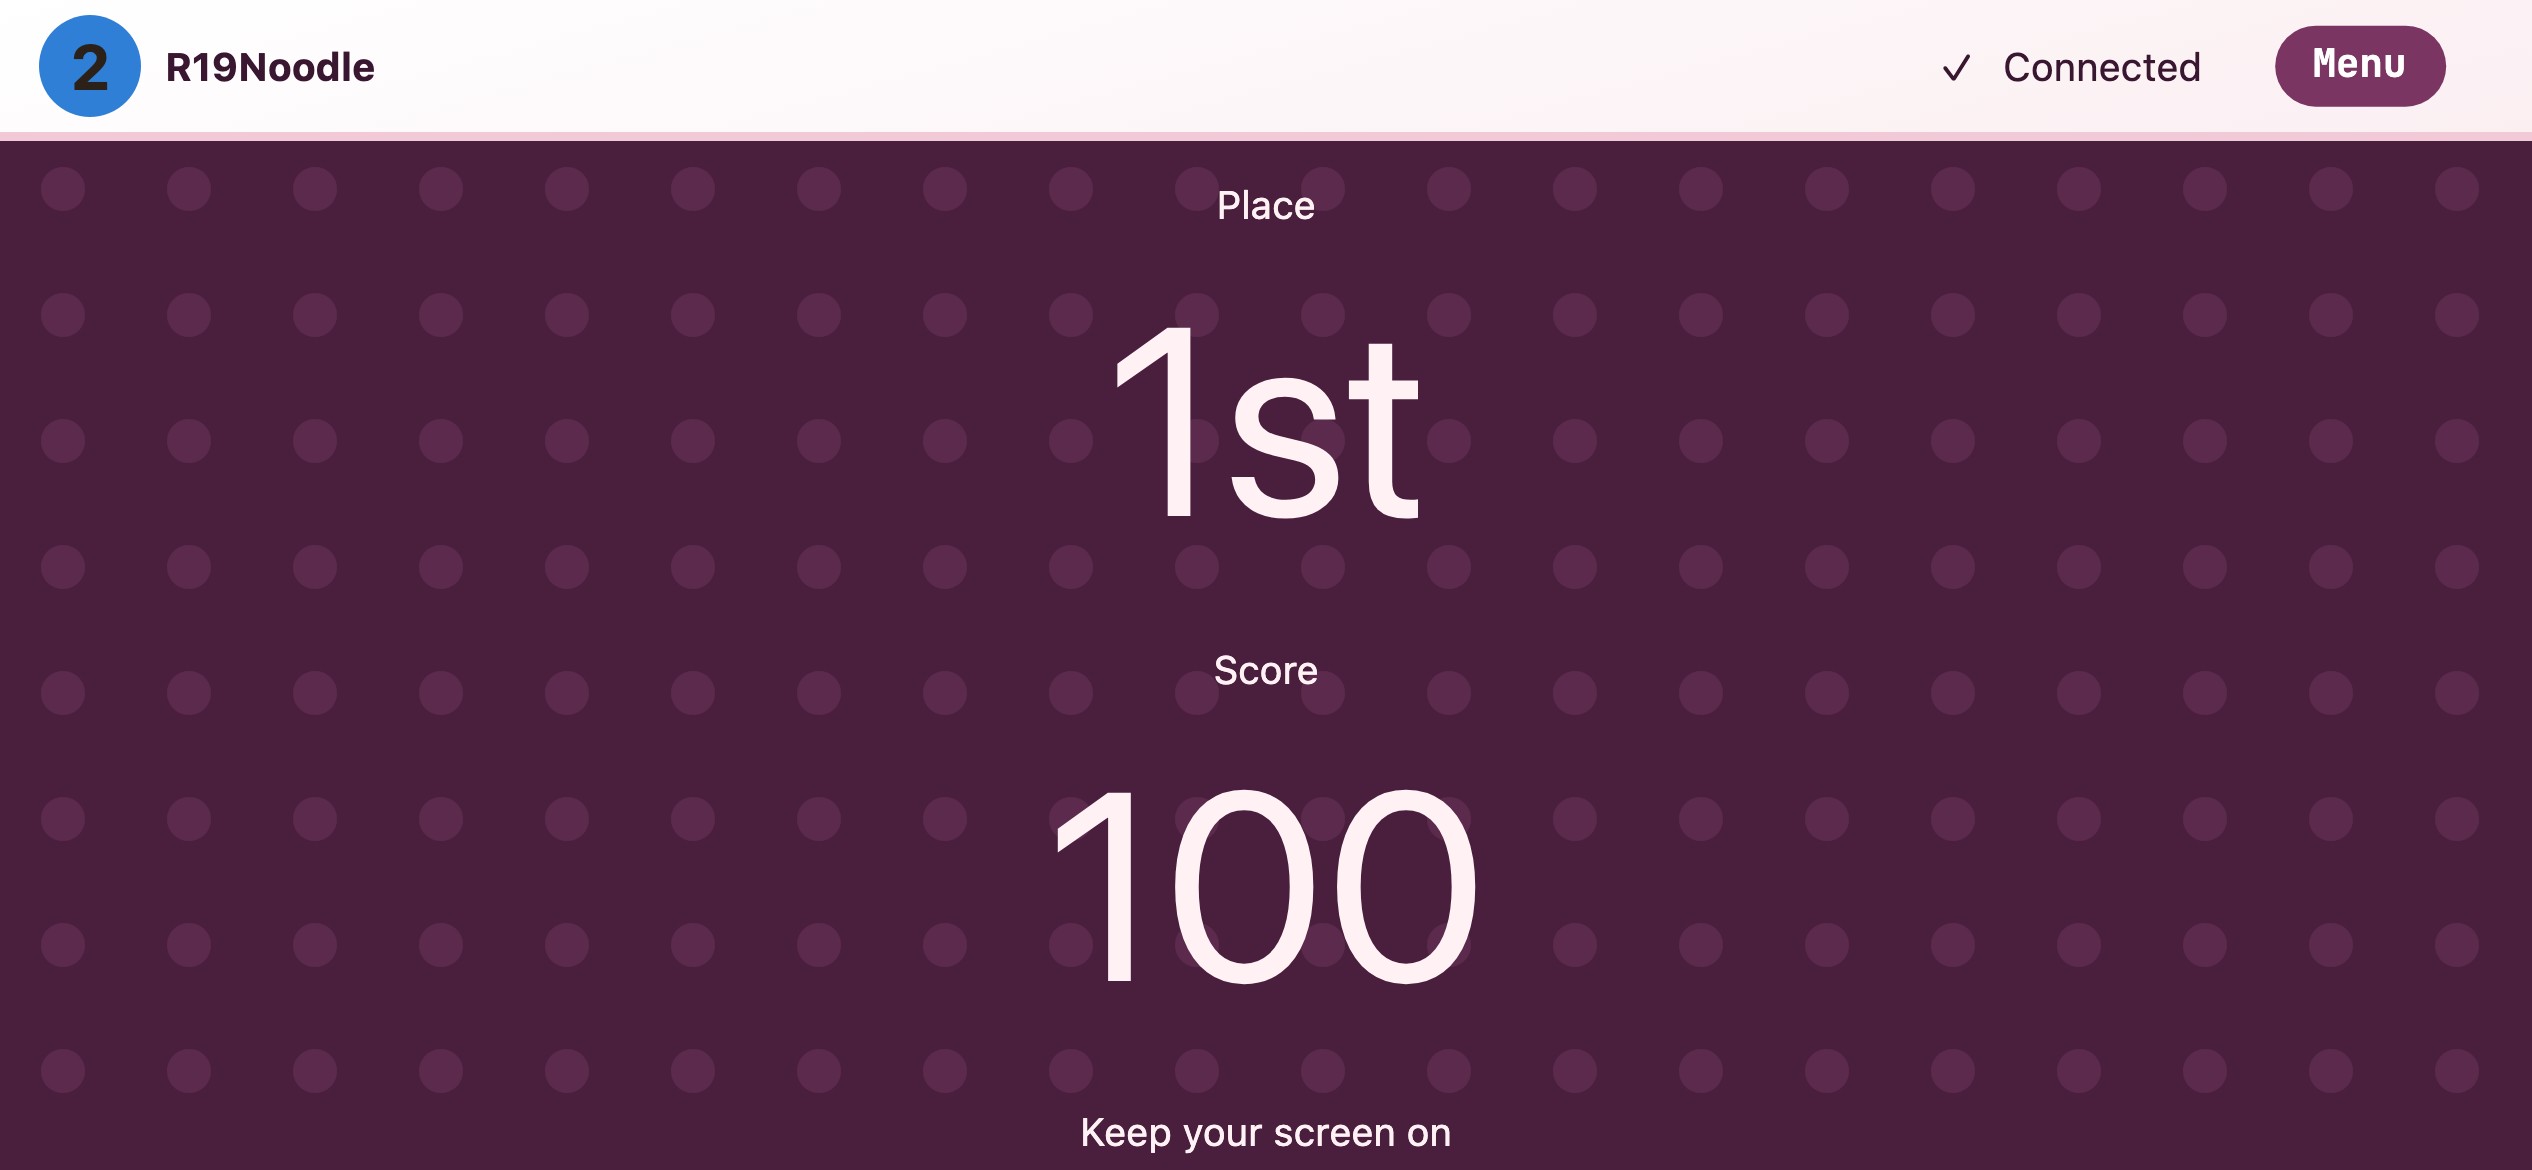 2 R19Noodle ✓ Connected Menu
Place
1st
Score
100
Keep your screen on